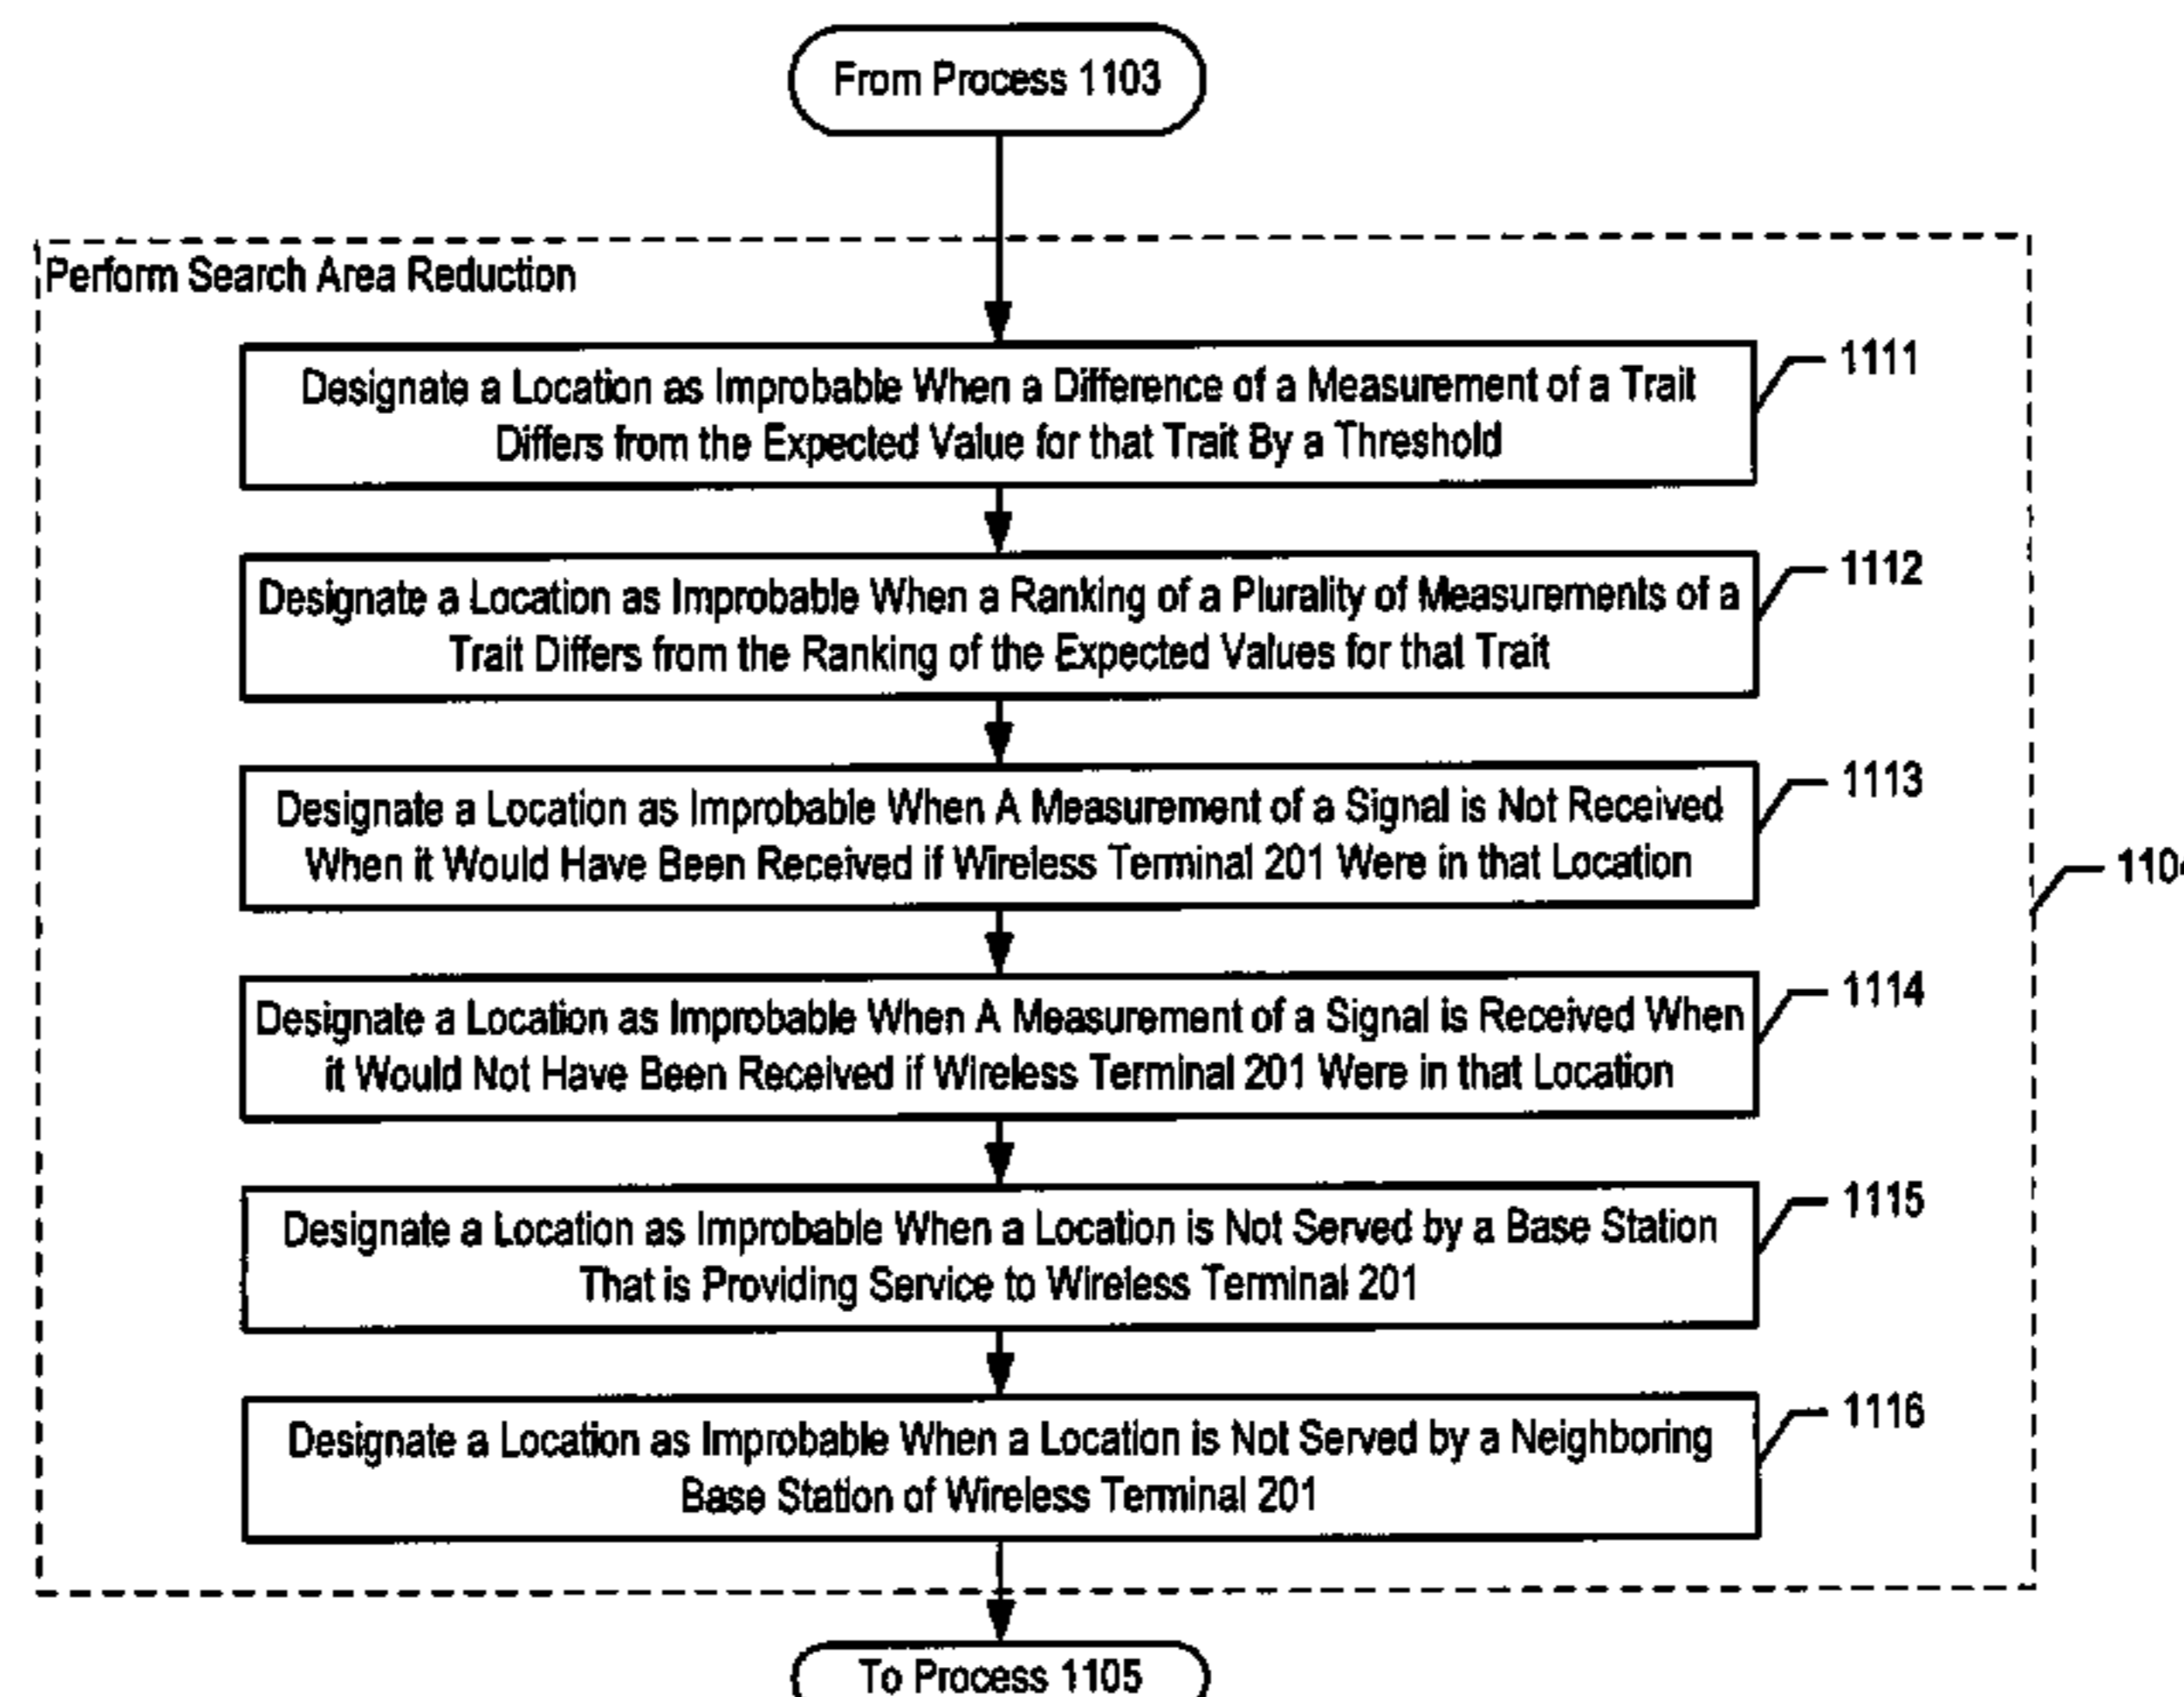 From Process 1103
Perform Search Area Reduction
Designate a Location as Improbable When a Difference of a Measurement of a Trait
Differs from the Expected Value for that Trait By a Threshold
1111
Designate a Location as Improbable When a Ranking of a Plurality of Measurements of a
Trait Differs from the Ranking of the Expected Values for that Trait
1112
Designate a Location as Improbable When A Measurement of a Signal is Not Received
When it Would Have Been Received if Wireless Terminal 201 Were in that Location
1113
1104
Designate a Location as Improbable When A Measurement of a Signal is Received When
it Would Not Have Been Received if Wireless Terminal 201 Were in that Location
1114
Designate a Location as Improbable When a Location is Not Served by a Base Station
That is Providing Service to Wireless Terminal 201
1115
Designate a Location as Improbable When a Location is Not Served by a Neighboring
Base Station of Wireless Terminal 201
1116
To Process 1105